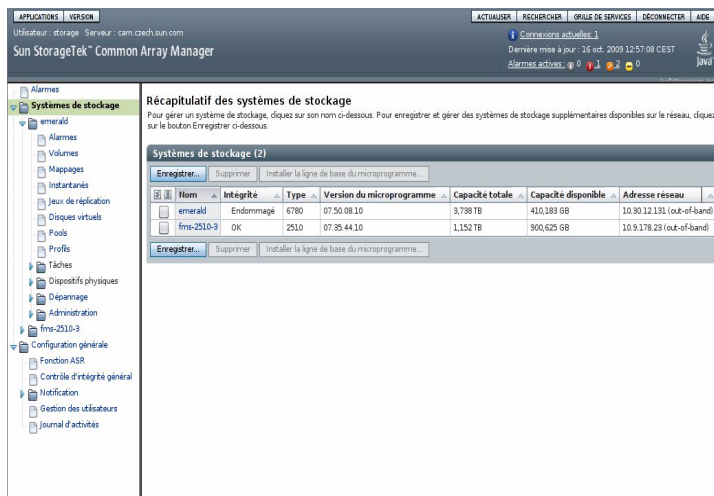 APPLICATIONS VERSION
ACTUALISER RECHERCHER GRILLE DE SERVICES DÉCONNECTER AIDE
Utilisateur : storage Serveur : cam.czech.sun.com
Sun StorageTek™ Common Array Manager
Connexions actuelles: 1
Dernière mise à jour : 16 oct. 2009 12:57:08 CEST
Alarmes actives : 0 1 2 0
Java
Alarmes
Systèmes de stockage
emerald
Alarmes
Volumes
Mappages
Instantanés
Jeux de réplication
Disques virtuels
Pools
Profils
Tâches
Dispositifs physiques
Dépannage
Administration
fms-2510-3
Configuration générale
Fonction ASR
Contrôle d'intégrité général
Notification
Gestion des utilisateurs
Journal d'activités
Récapitulatif des systèmes de stockage
Pour gérer un système de stockage, cliquez sur son nom ci-dessous. Pour enregistrer et gérer des systèmes de stockage supplémentaires disponibles sur le réseau, cliquez
sur le bouton Enregistrer ci-dessous.
Systèmes de stockage (2)
Enregistrer... Supprimer Installer la ligne de base du microprogramme...
Nom Intégrité Type Version du microprogramme Capacité totale Capacité disponible Adresse réseau
emerald Endommagé 6780 07.50.08.10 3,738 TB 410,183 GB 10.30.12.131 (out-of-band)
fms-2510-3 OK 2510 07.35.44.10 1,152 TB 900,625 GB 10.9.178.23 (out-of-band)
Enregistrer... Supprimer Installer la ligne de base du microprogramme...